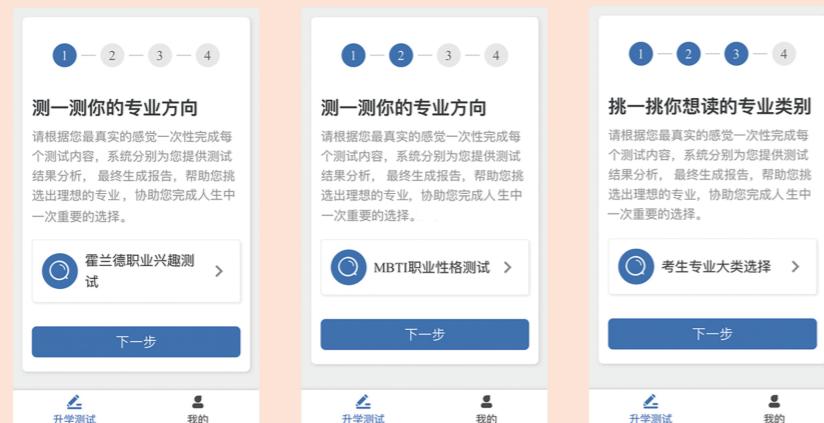 1 2 3 4
测一测你的专业方向
请根据您最真实的感觉一次性完成每
个测试内容，系统分别为您提供测试
结果分析， 最终生成报告，帮助您挑
选出理想的专业，协助您完成人生中
一次重要的选择。
霍兰德职业兴趣测
试
下一步
升学测试 我的
1 2 3 4
测一测你的专业方向
请根据您最真实的感觉一次性完成每
个测试内容，系统分别为您提供测试
结果分析， 最终生成报告，帮助您挑
选出理想的专业，协助您完成人生中
一次重要的选择。
MBTI职业性格测试
下一步
升学测试 我的
1 2 3 4
挑一挑你想读的专业类别
请根据您最真实的感觉一次性完成每
个测试内容，系统分别为您提供测试
结果分析， 最终生成报告，帮助您挑
选出理想的专业，协助您完成人生中
一次重要的选择。
考生专业大类选择
下一步
升学测试 我的